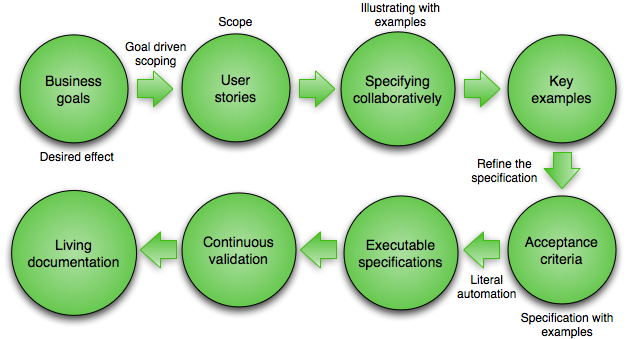 Business
goals
Desired effect
Goal driven
scoping
Scope
User
stories
Illustrating with
examples
Specifying
collaboratively
Key
examples
Refine the
specification
Acceptance
criteria
Specification with
examples
Literal
automation
Executable
specifications
Continuous
validation
Living
documentation